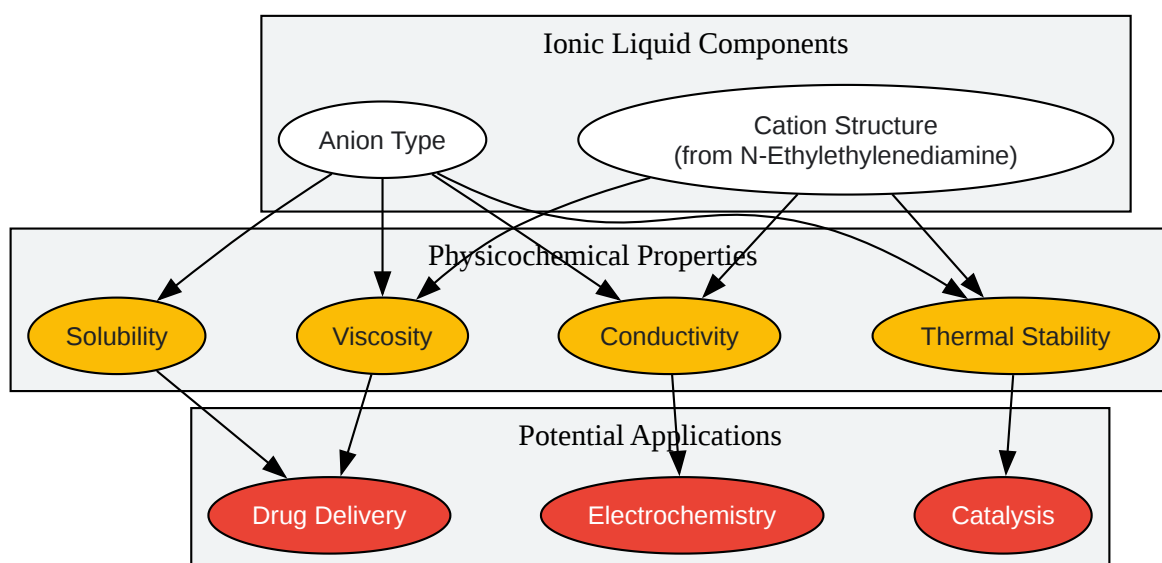 Ionic Liquid Components
Anion Type
Cation Structure
(from N-Ethylethylenediamine)
Physicochemical Properties
Solubility
Viscosity
Conductivity
Thermal Stability
Potential Applications
Drug Delivery
Electrochemistry
Catalysis